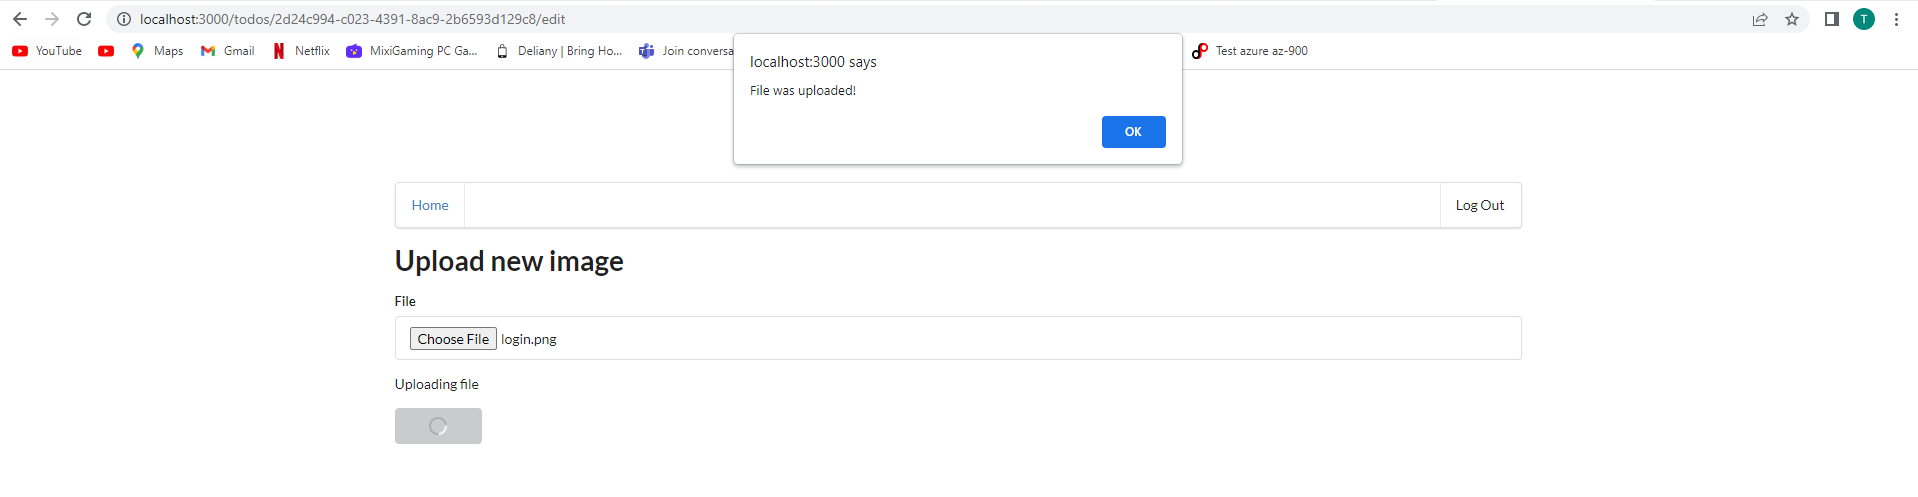 localhost:3000/todos/2d24c994-c023-4391-8ac9-2b6593d129c8/edit
T
YouTube Maps Gmail Netflix MixiGaming PC Ga... Deliany | Bring Ho... Join conversa Test azure az-900
localhost:3000 says
File was uploaded!
OK
Home Log Out
Upload new image
File
Choose File login.png
Uploading file